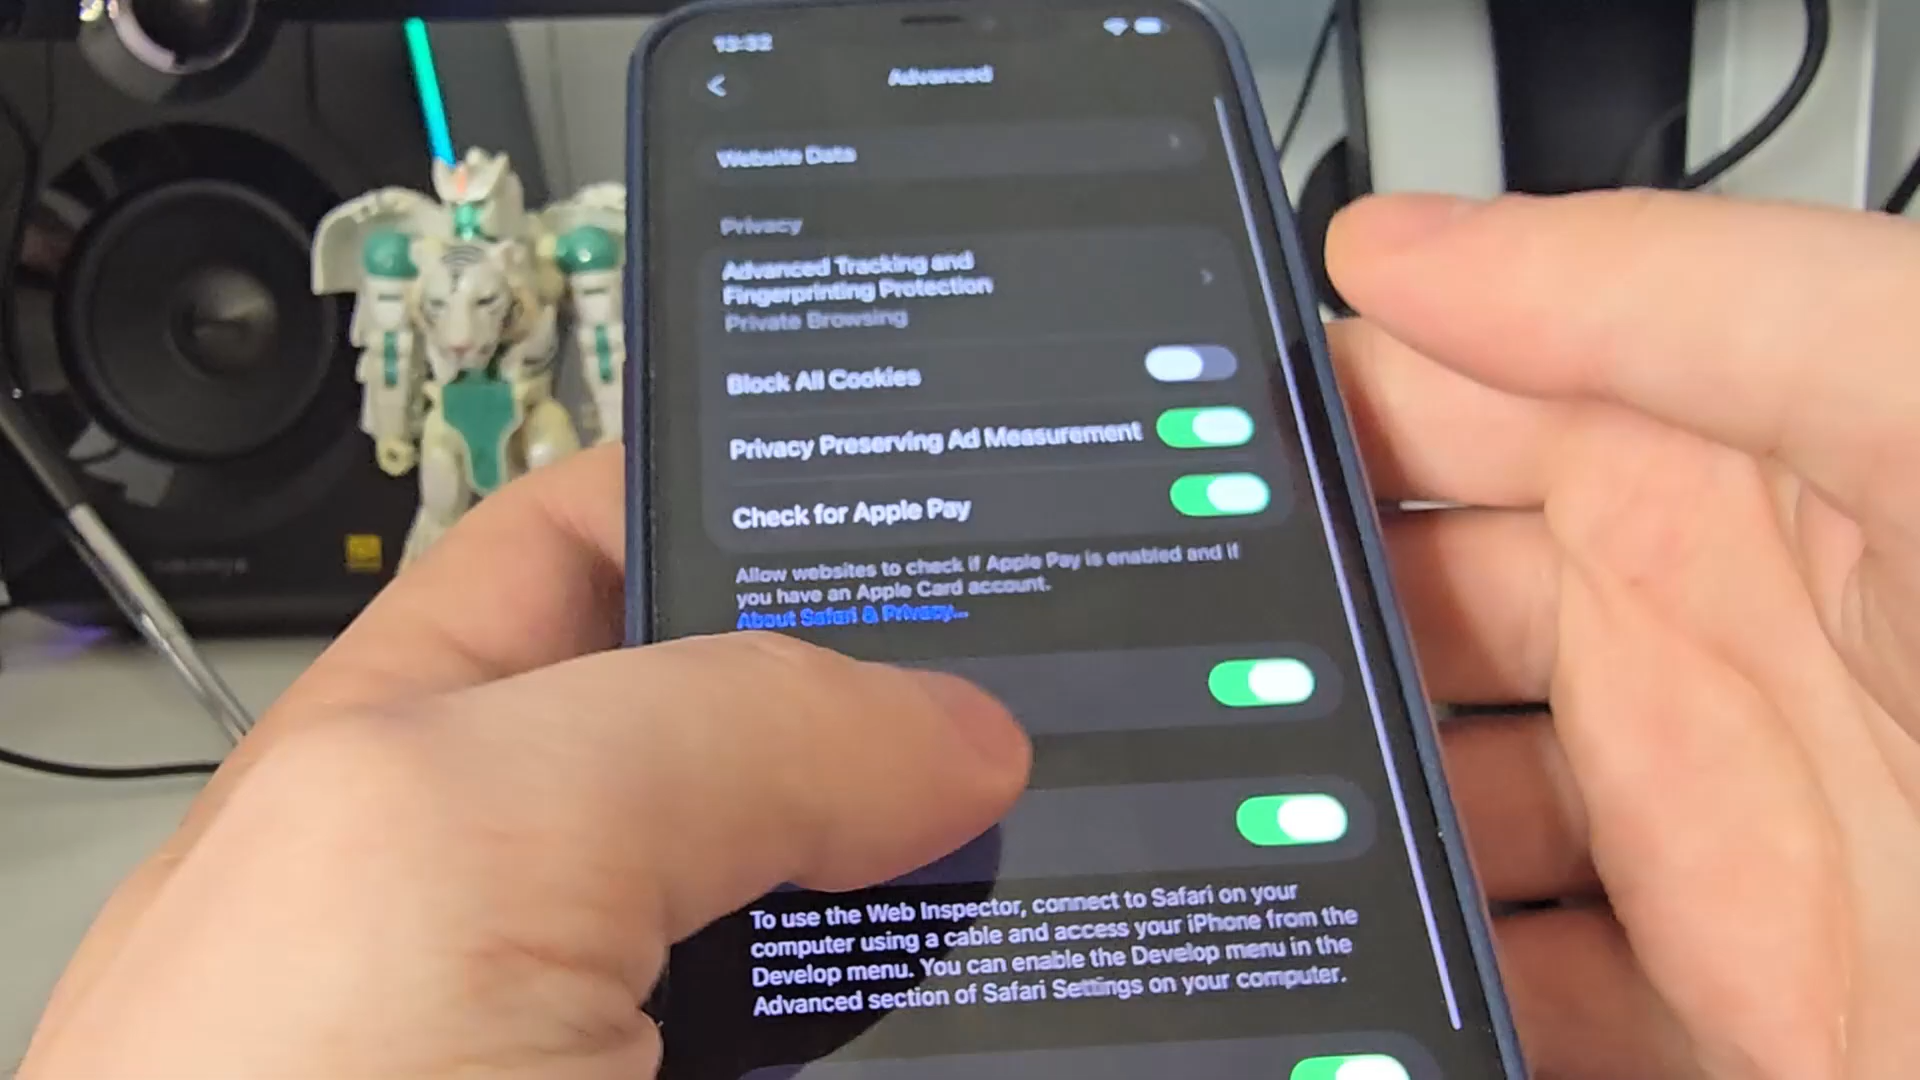 13:32
Advanced
Website Data
Privacy
Advanced Tracking and
Fingerprinting Protection
Private Browsing
Block All Cookies
Privacy Preserving Ad Measurement
Check for Apple Pay
Allow websites to check if Apple Pay is enabled and if
you have an Apple Card account.
About Safari & Privacy...
To use the Web Inspector, connect to Safari on your
computer using a cable and access your iPhone from the
Develop menu. You can enable the Develop menu in the
Advanced section of Safari Settings on your computer.